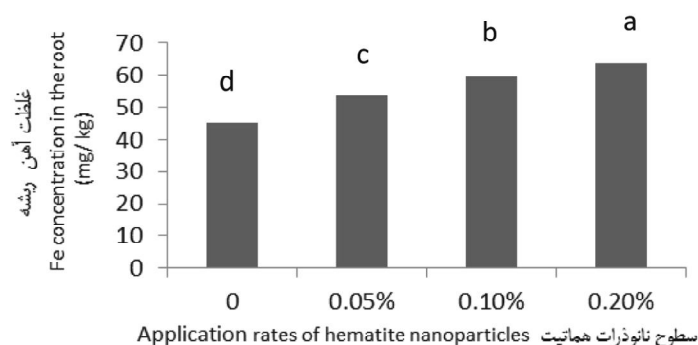 غلظت آهن ریشه
Fe concentration in the root
(mg/ kg)
70
60
50
40
30
20
10
0
d
c
b
a
0
0.05%
0.10%
0.20%
Application rates of hematite nanoparticles سطوح نانوذرات هماتیت